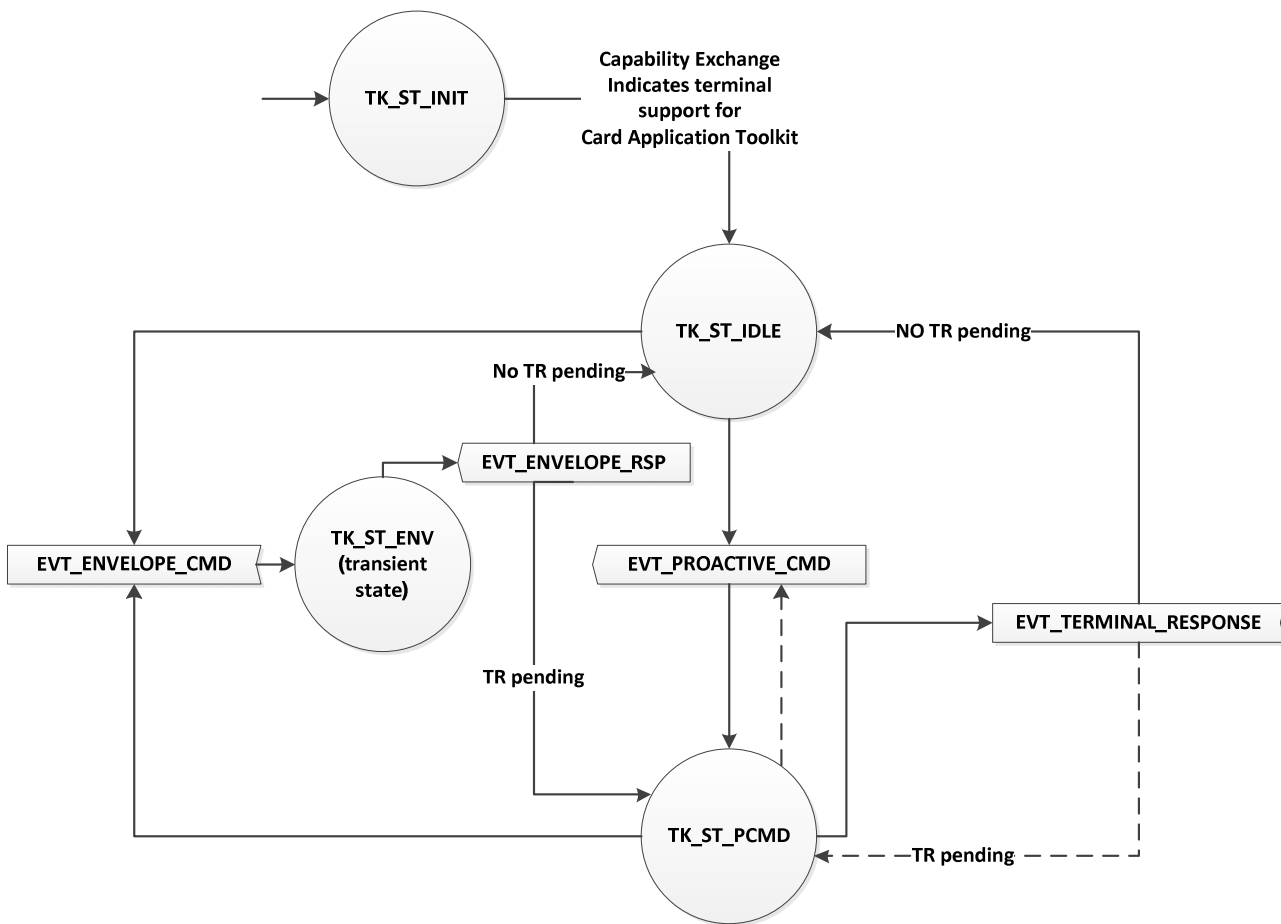 TK_ST_INIT
Capability Exchange
Indicates terminal
support for
Card Application Toolkit
TK_ST_IDLE
NO TR pending
No TR pending
EVT_ENVELOPE_RSP
TK_ST_ENV
(transient
state)
EVT_ENVELOPE_CMD
EVT_PROACTIVE_CMD
EVT_TERMINAL_RESPONSE
TR pending
TK_ST_PCMD
TR pending